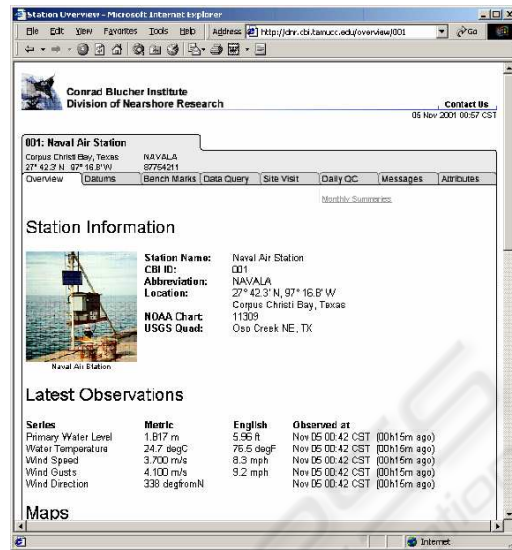 Station Overview - Microsoft Internet Explorer
File Edit View Favorites Tools Help Address http://dnr.cbi.tamucc.edu/overview/001 Go
Conrad Blucher Institute
Division of Nearshore Research
Contact Us
05 Nov 2001 00:57 CST
001: Naval Air Station
Corpus Christi Bay, Texas NAVALA
27° 42.3' N 97° 16.8' W 87754211
Overview Datums Bench Marks Data Query Site Visit Daily QC Messages Attributes
Monthly Summaries
Station Information
Station Name: Naval Air Station
CBI ID: 001
Abbreviation: NAVALA
Location: 27° 42.3' N, 97° 16.8' W
Corpus Christi Bay, Texas
NOAA Chart: 11309
USGS Quad: Oso Creek NE, TX
Naval Air Station
Latest Observations
Series Metric English Observed at
Primary Water Level 1.817 m 5.96 ft Nov 05 00:42 CST (00h15m ago)
Water Temperature 24.7 degC 76.5 degF Nov 05 00:42 CST (00h15m ago)
Wind Speed 3.700 m/s 8.3 mph Nov 05 00:42 CST (00h15m ago)
Wind Gusts 4.100 m/s 9.2 mph Nov 05 00:42 CST (00h15m ago)
Wind Direction 338 degfromN Nov 05 00:42 CST (00h15m ago)
Maps
Internet